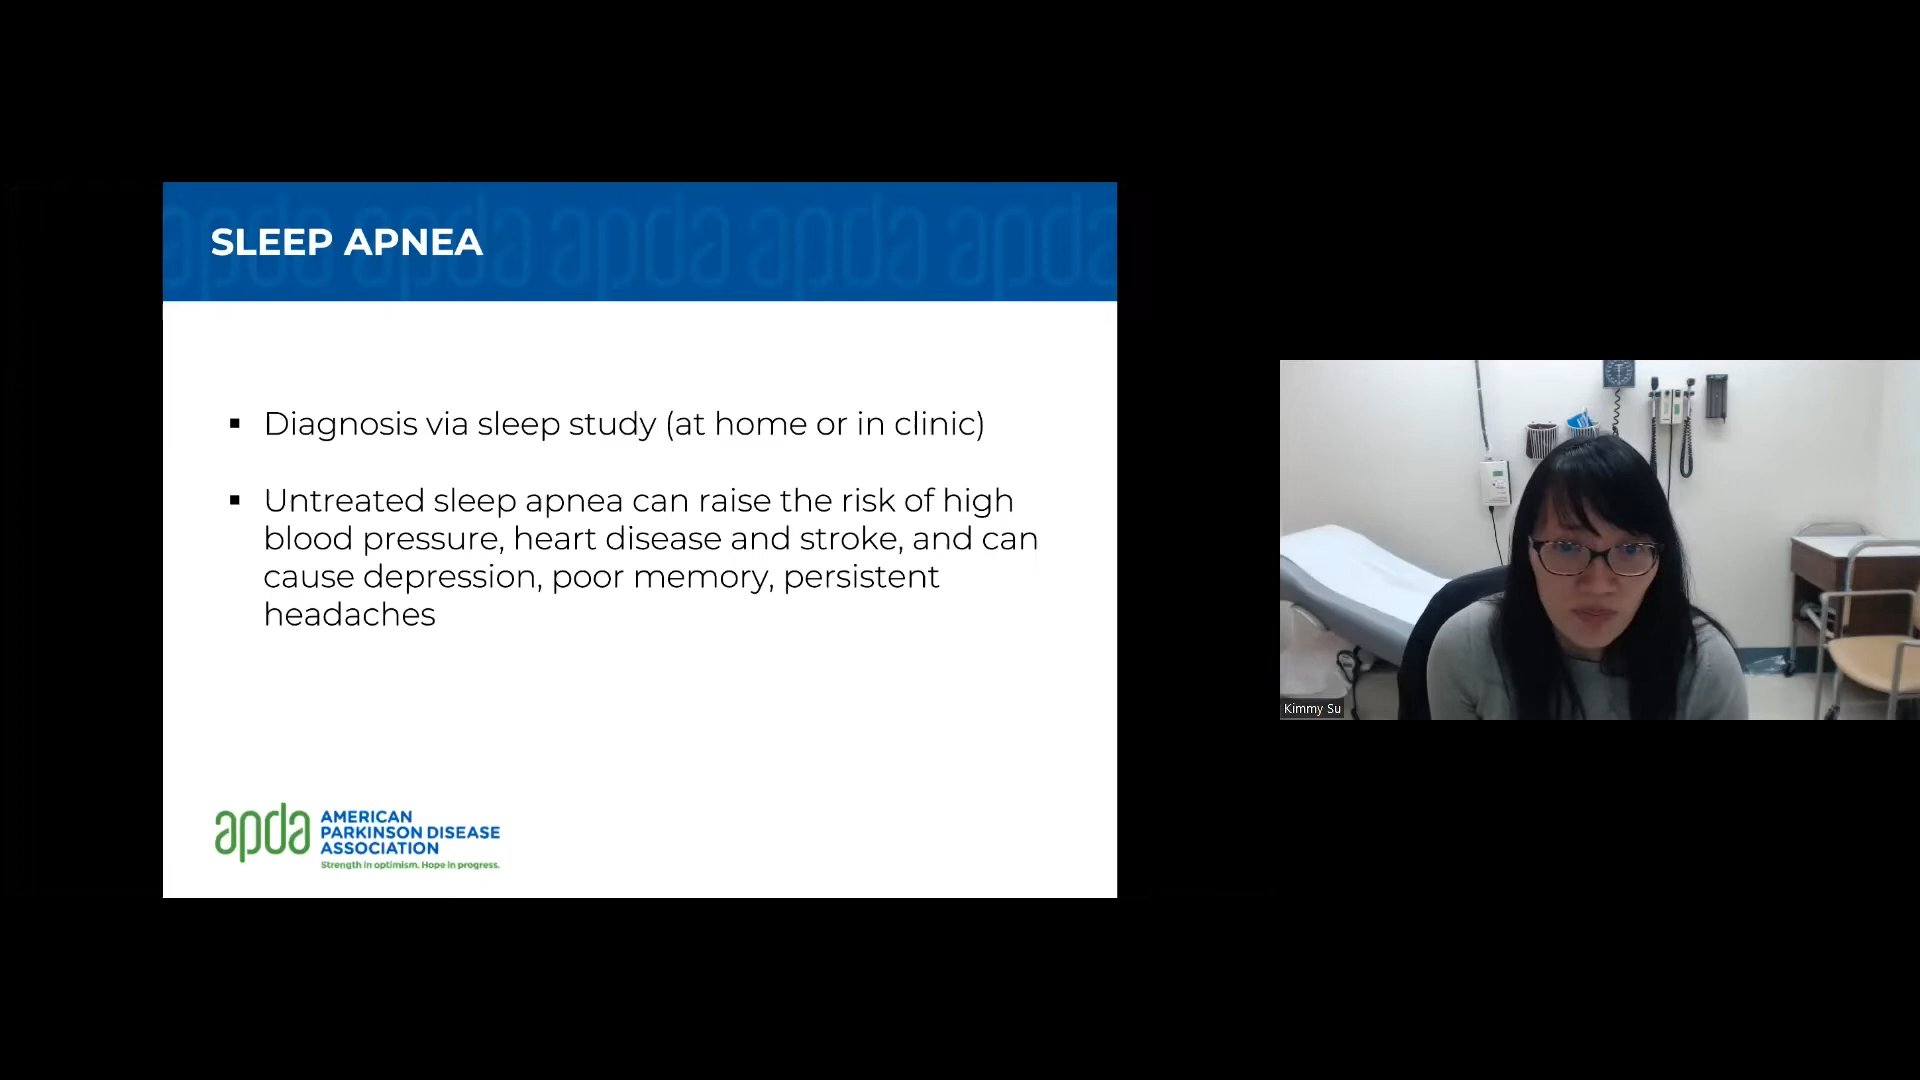 SLEEP APNEA
▪ Diagnosis via sleep study (at home or in clinic)
▪ Untreated sleep apnea can raise the risk of high
blood pressure, heart disease and stroke, and can
cause depression, poor memory, persistent
headaches
apda
AMERICAN
PARKINSON DISEASE
ASSOCIATION
Strength in optimism. Hope in progress.
Kimmy Su